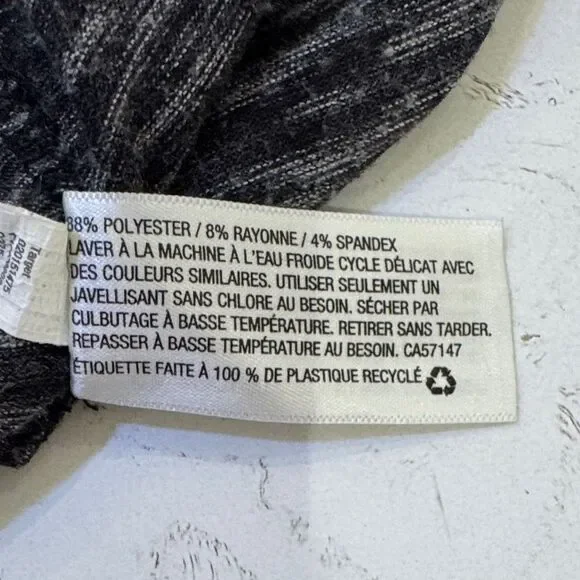 88% POLYESTER / 8% RAYONNE / 4% SPANDEX
LAVER À LA MACHINE À L'EAU FROIDE CYCLE DÉLICAT AVEC
DES COULEURS SIMILAIRES. UTILISER SEULEMENT UN
JAVELLISANT SANS CHLORE AU BESOIN. SÉCHER PAR
CULBUTAGE À BASSE TEMPÉRATURE. RETIRER SANS TARDER.
REPASSER À BASSE TEMPÉRATURE AU BESOIN. CA57147
ÉTIQUETTE FAITE À 100 % DE PLASTIQUE RECYCLÉ
Target
020151475